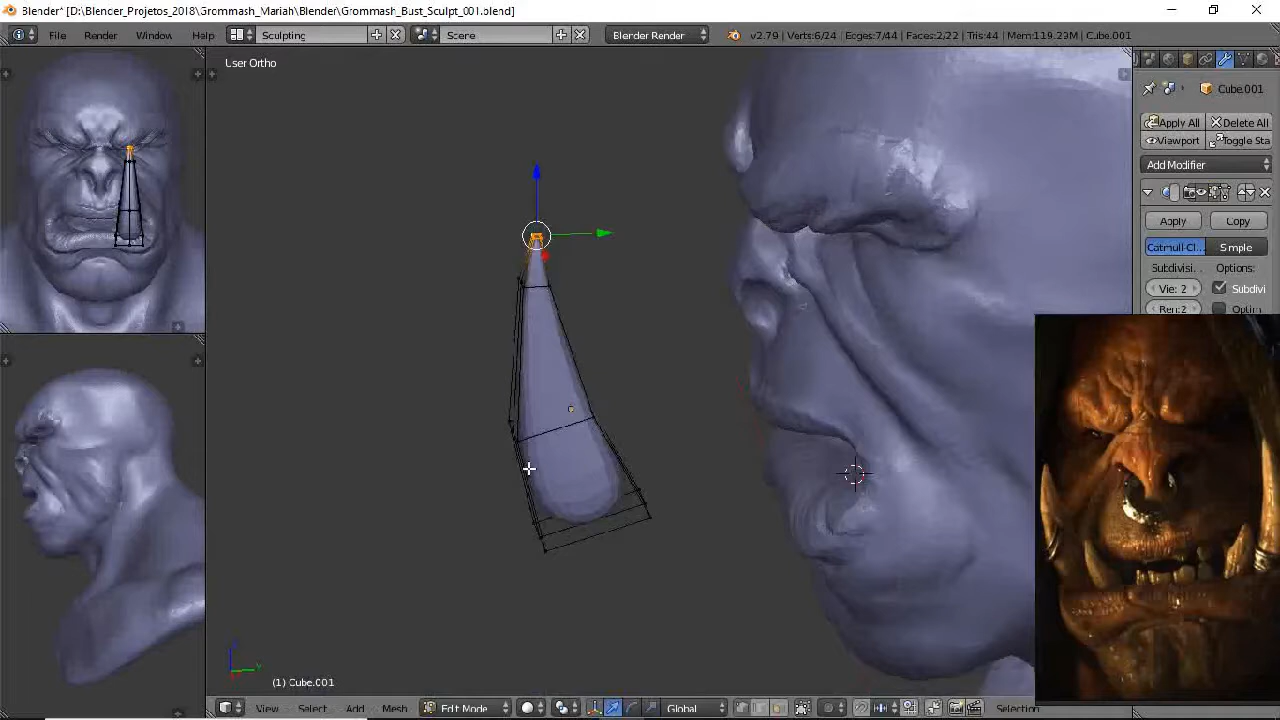 Blender* [D:\Blender_Projetos_2018\Grommash_Mariah\Blender\Grommash_Bust_Sculpt_001.blend]
File Render Window Help Sculpting Scene Blender Render v2.79 | Verts:6/24 | Edges:7/44 | Faces:2/22 | Tris:44 | Mem:119.23M | Cube.001
User Ortho
Cube.001
Apply All Delete All
Viewport Toggle Sta
Add Modifier
Apply Copy
Catmull-Cl... Simple
Subdivisi... Options:
Vie: 2 Subdivi
Ren:2 Optim
(1) Cube.001
View Select Add Mesh Edit Mode Global Selection